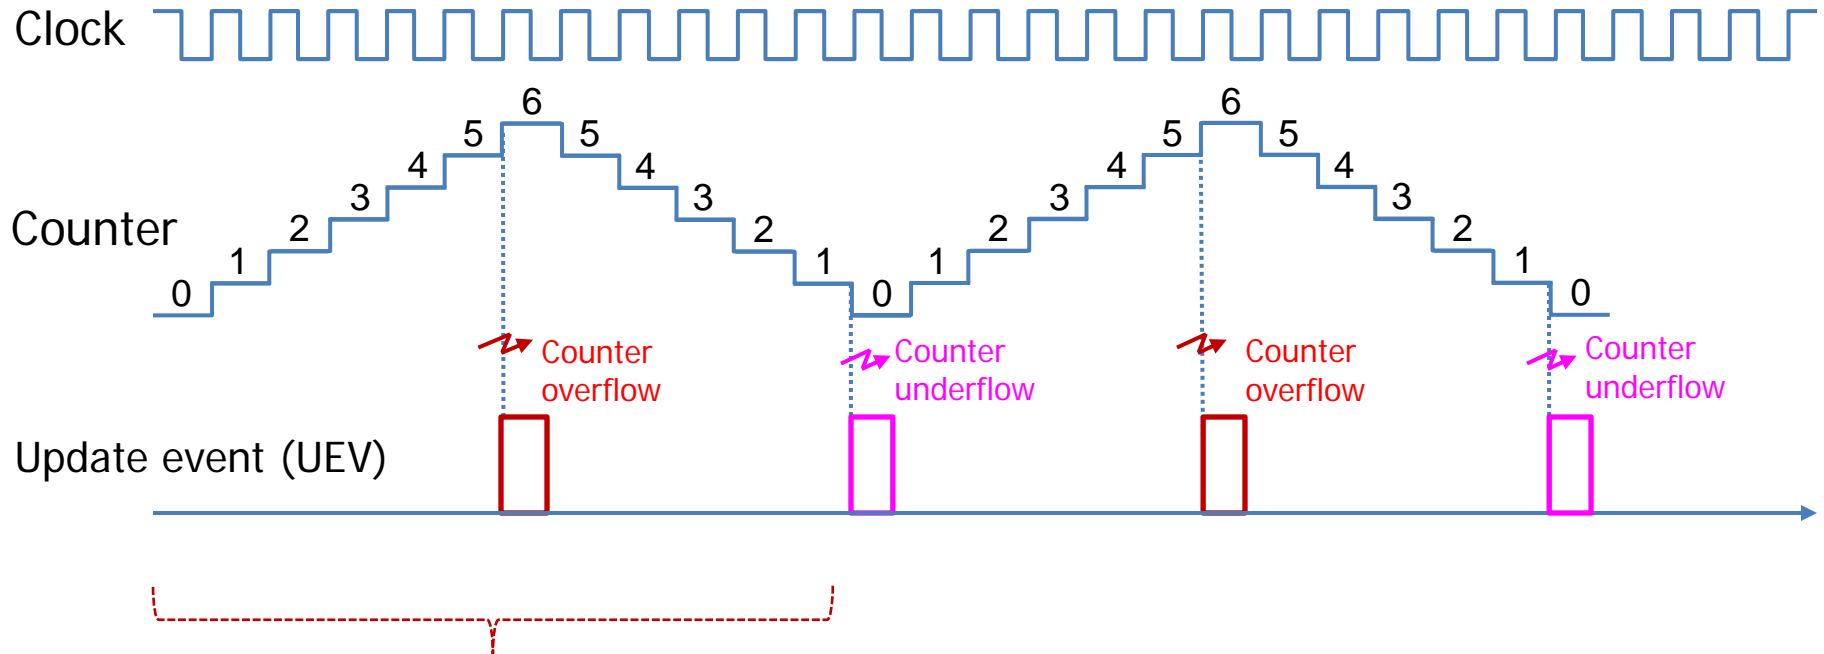 Clock
6 6
5 5 5 5
4 4 4 4
3 3 3 3
Counter 2 2 2 2
1 1 1 1
0 0 0
Counter overflow
Counter underflow
Counter overflow
Counter underflow
Update event (UEV)